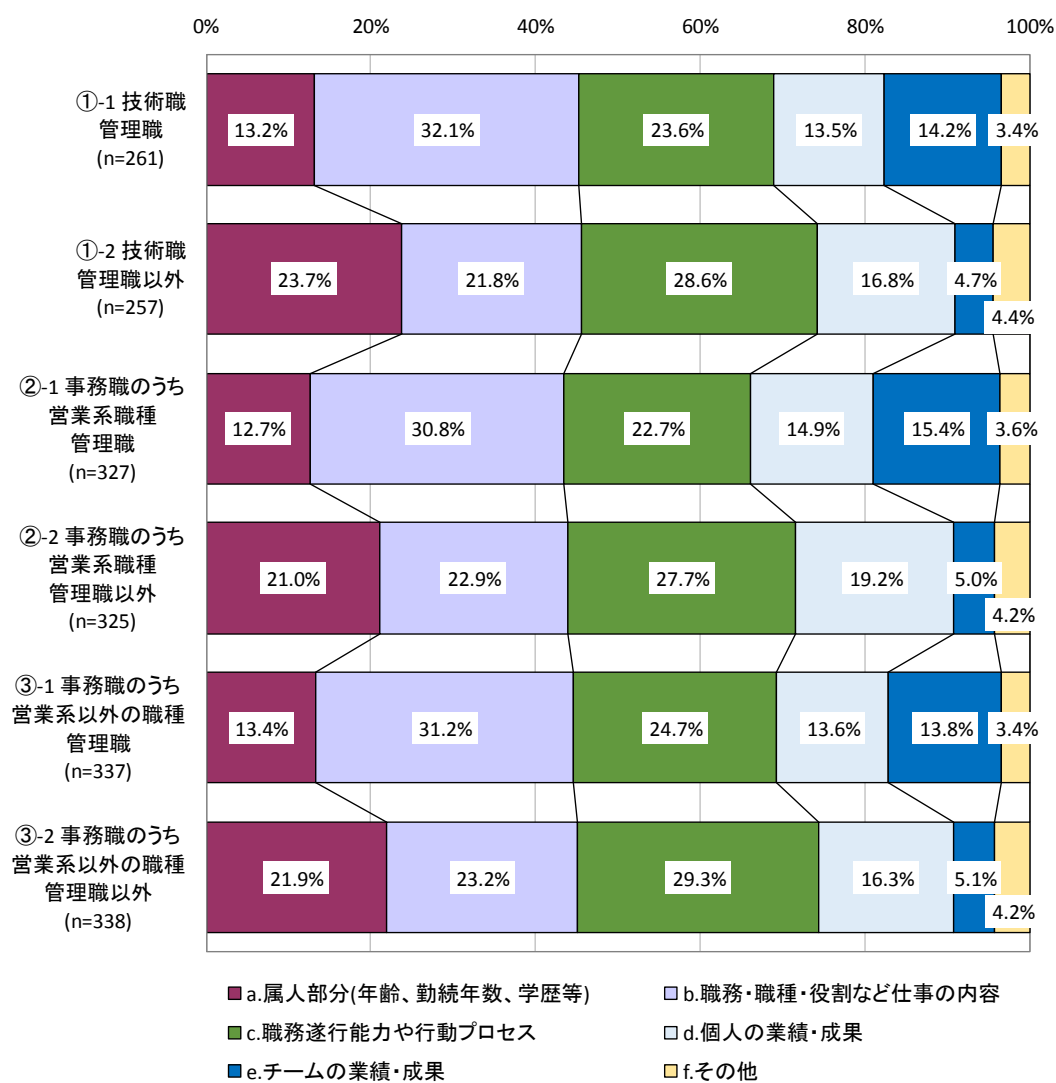 0% 20% 40% 60% 80% 100%
①-1 技術職
管理職
(n=261)
13.2% 32.1% 23.6% 13.5% 14.2% 3.4%
①-2 技術職
管理職以外
(n=257)
23.7% 21.8% 28.6% 16.8% 4.7% 4.4%
②-1 事務職のうち
営業系職種
管理職
(n=327)
12.7% 30.8% 22.7% 14.9% 15.4% 3.6%
②-2 事務職のうち
営業系職種
管理職以外
(n=325)
21.0% 22.9% 27.7% 19.2% 5.0% 4.2%
③-1 事務職のうち
営業系以外の職種
管理職
(n=337)
13.4% 31.2% 24.7% 13.6% 13.8% 3.4%
③-2 事務職のうち
営業系以外の職種
管理職以外
(n=338)
21.9% 23.2% 29.3% 16.3% 5.1% 4.2%
a.属人部分(年齢、勤続年数、学歴等) b.職務・職種・役割など仕事の内容
c.職務遂行能力や行動プロセス d.個人の業績・成果
e.チームの業績・成果 f.その他